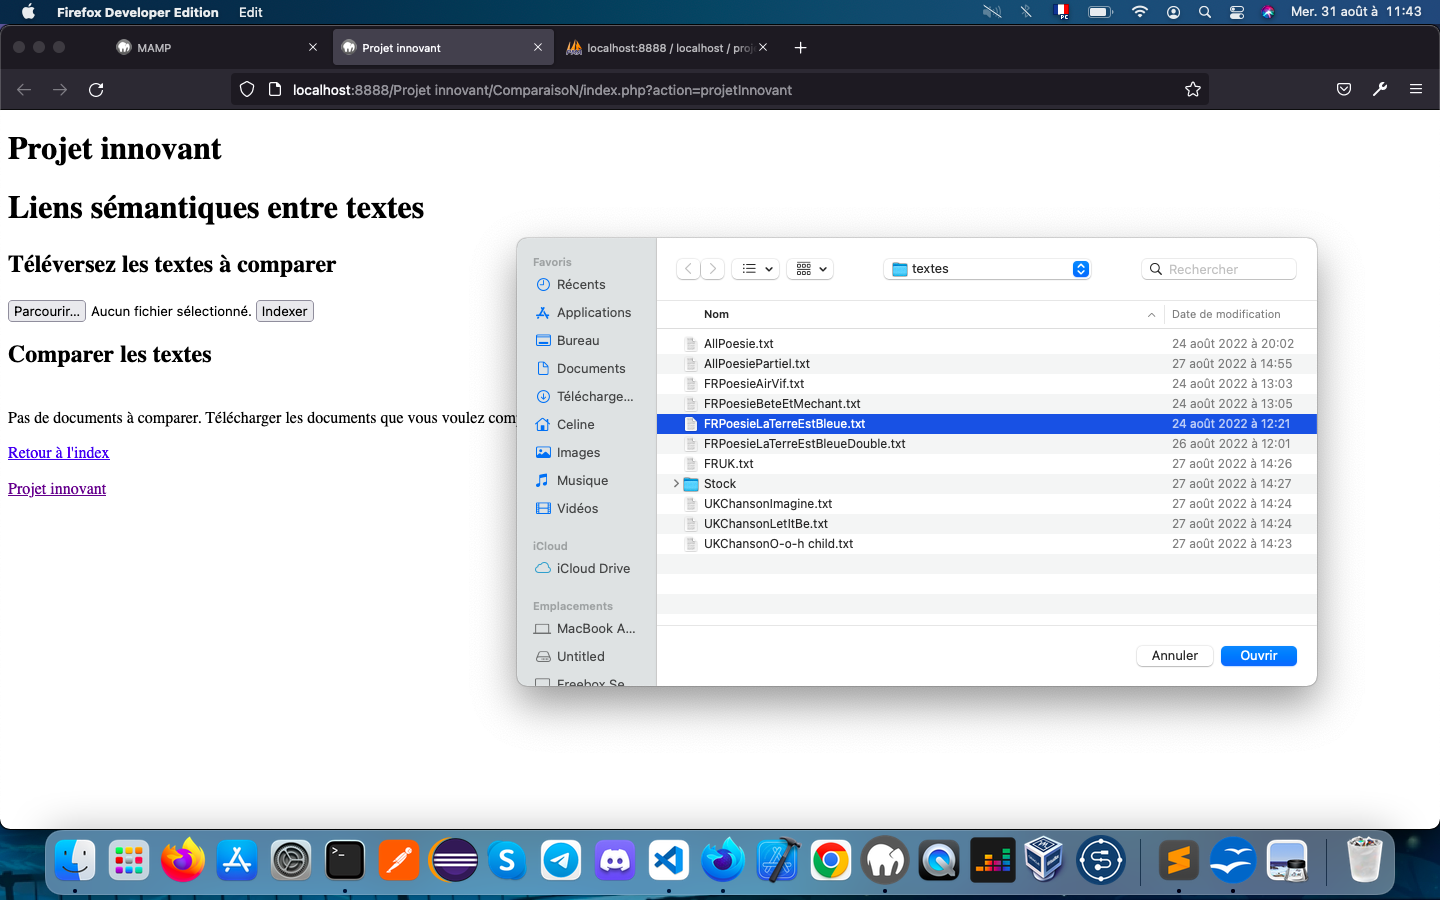 Firefox Developer Edition Edit Mer. 31 août à 11:43
MAMP
Projet innovant
localhost:8888 / localhost / proj
localhost:8888/Projet innovant/ComparaisoN/index.php?action=projetInnovant
Projet innovant
Liens sémantiques entre textes
Téléversez les textes à comparer
Parcourir... Aucun fichier sélectionné. Indexer
Comparer les textes
Pas de documents à comparer. Télécharger les documents que vous voulez com
Retour à l'index
Projet innovant
Favoris
Récents
Applications
Bureau
Documents
Télécharge...
Celine
Images
Musique
Vidéos
iCloud
iCloud Drive
Emplacements
MacBook A...
Untitled
Freebox Se
textes
Rechercher
Nom Date de modification
AllPoesie.txt 24 août 2022 à 20:02
AllPoesiePartiel.txt 27 août 2022 à 14:55
FRPoesieAirVif.txt 24 août 2022 à 13:03
FRPoesieBeteEtMechant.txt 24 août 2022 à 13:05
FRPoesieLaTerreEstBleue.txt 24 août 2022 à 12:21
FRPoesieLaTerreEstBleueDouble.txt 26 août 2022 à 12:01
FRUK.txt 27 août 2022 à 14:26
Stock 27 août 2022 à 14:27
UKChansonImagine.txt 27 août 2022 à 14:24
UKChansonLetItBe.txt 27 août 2022 à 14:24
UKChansonO-o-h child.txt 27 août 2022 à 14:23
Annuler Ouvrir